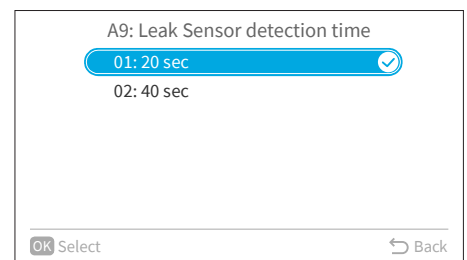 A9: Leak Sensor detection time
01: 20 sec
02: 40 sec
OK Select
Back